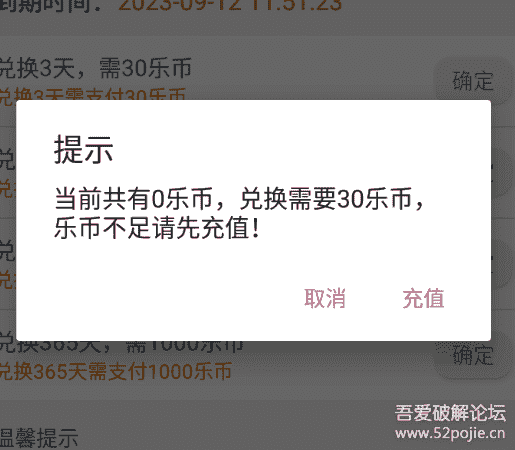 到期时间：2023-09-12 11:51:23
兑换3天，需30乐币
确定
兑换3天需支付30乐币
提示
当前共有0乐币，兑换需要30乐币，
乐币不足请先充值！
取消
充值
兑换365天，需1000乐币
确定
兑换365天需支付1000乐币
温馨提示
吾爱破解论坛
www.52pojie.cn